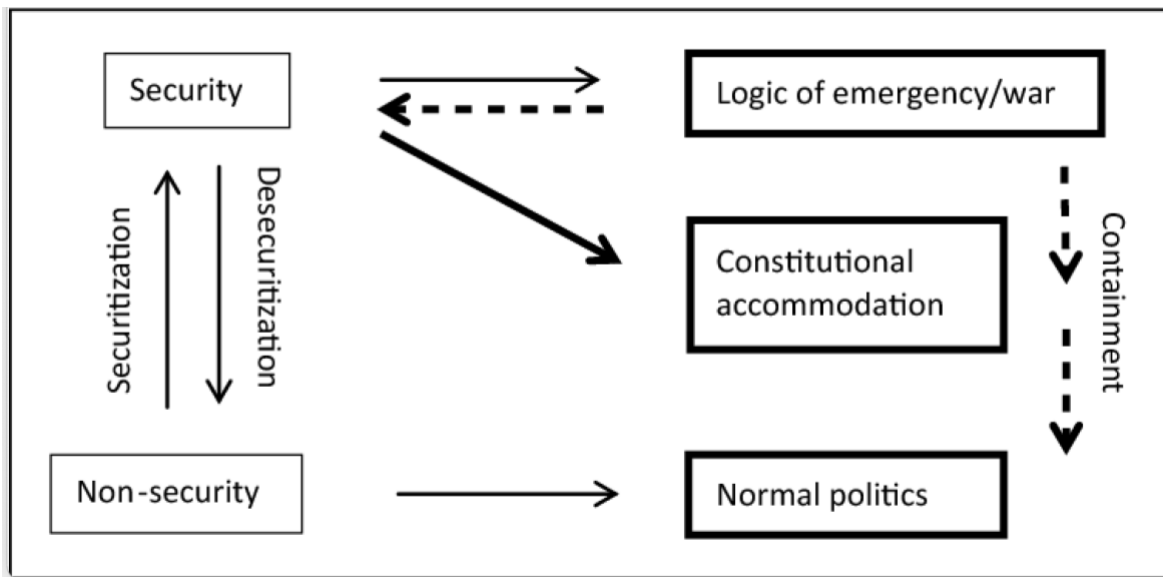 Security
Logic of emergency/war
Securitization
Desecuritization
Constitutional
accommodation
Containment
Non-security
Normal politics